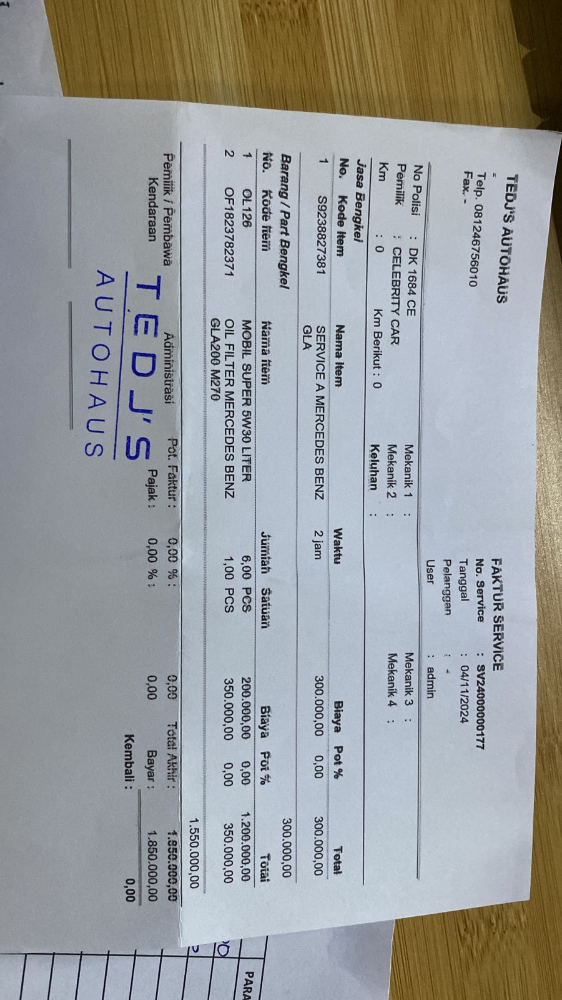 TEDJ'S AUTOHAUS
-
Telp. 081246756010
Fax. -
FAKTUR SERVICE
No. Service : SV2400000177
Tanggal : 04/11/2024
Pelanggan : -
User : admin
No Polisi : DK 1684 CE Mekanik 1 : Mekanik 3 :
Pemilik : CELEBRITY CAR Mekanik 2 : Mekanik 4 :
Km : 0 Km Berikut : 0 Keluhan :
Jasa Bengkel
No. Kode Item Nama Item Waktu Biaya Pot % Total
1 S9238827381 SERVICE A MERCEDES BENZ 2 jam 300.000,00 0,00 300.000,00
GLA
300.000,00
Barang / Part Bengkel
No. Kode Item Nama Item Jumlah Satuan Biaya Pot % Total
1 OL126 MOBIL SUPER 5W30 LITER 6,00 PCS 200.000,00 0,00 1.200.000,00
2 OF1823782371 OIL FILTER MERCEDES BENZ 1,00 PCS 350.000,00 0,00 350.000,00
GLA200 M270
1.550.000,00
Pemilik / Pembawa Administrasi Pot. Faktur : 0,00 % : 0,00 Total Akhir : 1.850.000,00
Kendaraan Pajak : 0,00 % : 0,00 Bayar : 1.850.000,00
Kembali : 0,00
TEDJ'S
AUTOHAUS
PARA